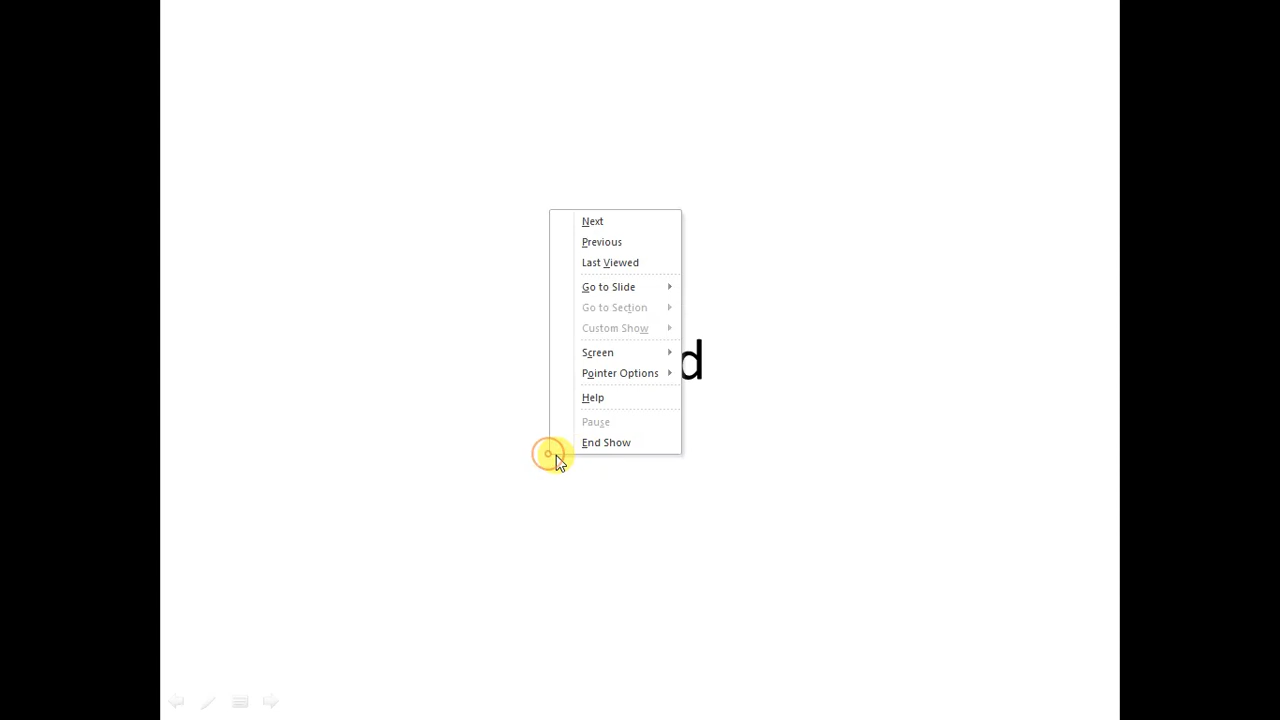 Next
Previous
Last Viewed
Go to Slide
Go to Section
Custom Show
Screen
d
Pointer Options
Help
Pause
End Show